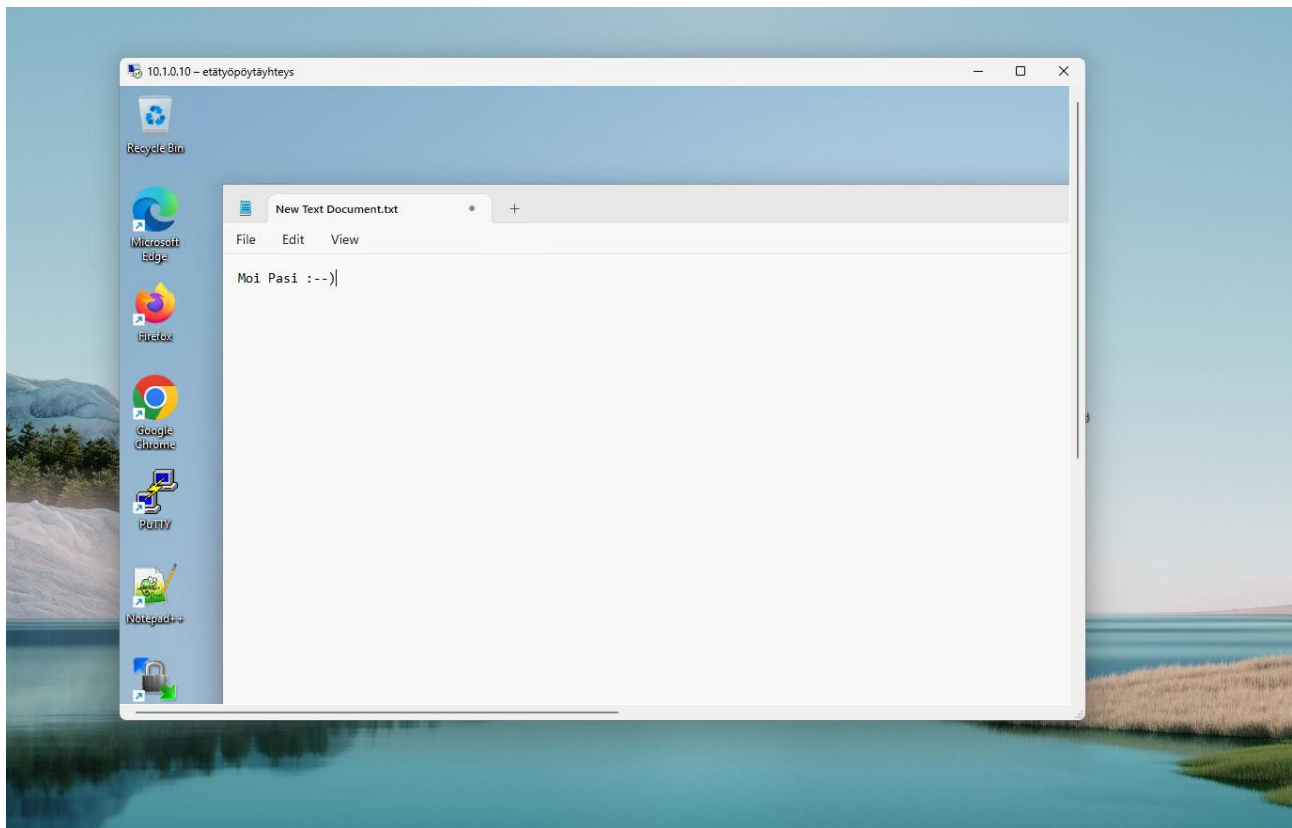 10.1.0.10 – etätyöpöytäyhteys
Recycle Bin
New Text Document.txt
File Edit View
Moi Pasi :--)
Microsoft
Edge
Firefox
Google
Chrome
PuTTY
Notepad++